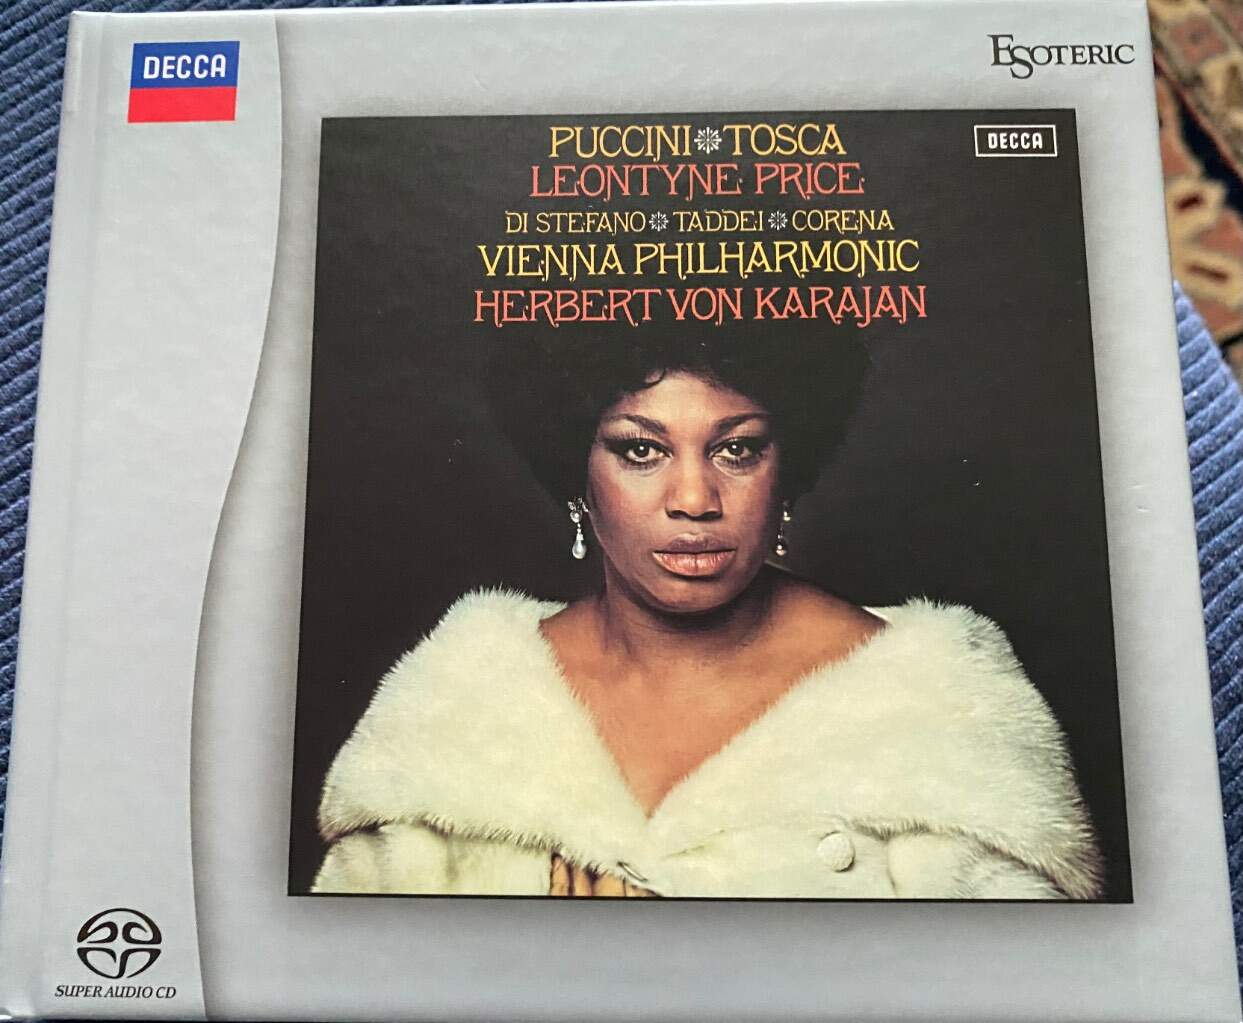 DECCA
ESOTERIC
PUCCINI TOSCA
DECCA
LEONTYNE PRICE
DI STEFANO TADDEI CORENA
VIENNA PHILHARMONIC
HERBERT VON KARAJAN
SUPER AUDIO CD